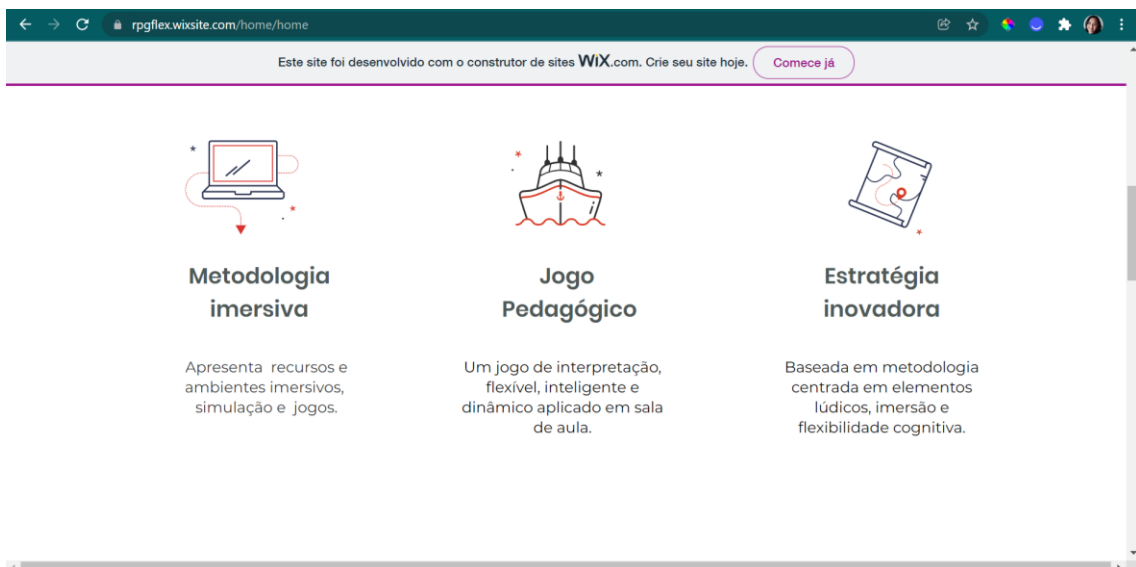 rpgflex.wixsite.com/home/home
Este site foi desenvolvido com o construtor de sites WiX.com. Crie seu site hoje. Comece já
Metodologia
imersiva
Apresenta recursos e
ambientes imersivos,
simulação e jogos.
Jogo
Pedagógico
Um jogo de interpretação,
flexível, inteligente e
dinâmico aplicado em sala
de aula.
Estratégia
inovadora
Baseada em metodologia
centrada em elementos
lúdicos, imersão e
flexibilidade cognitiva.